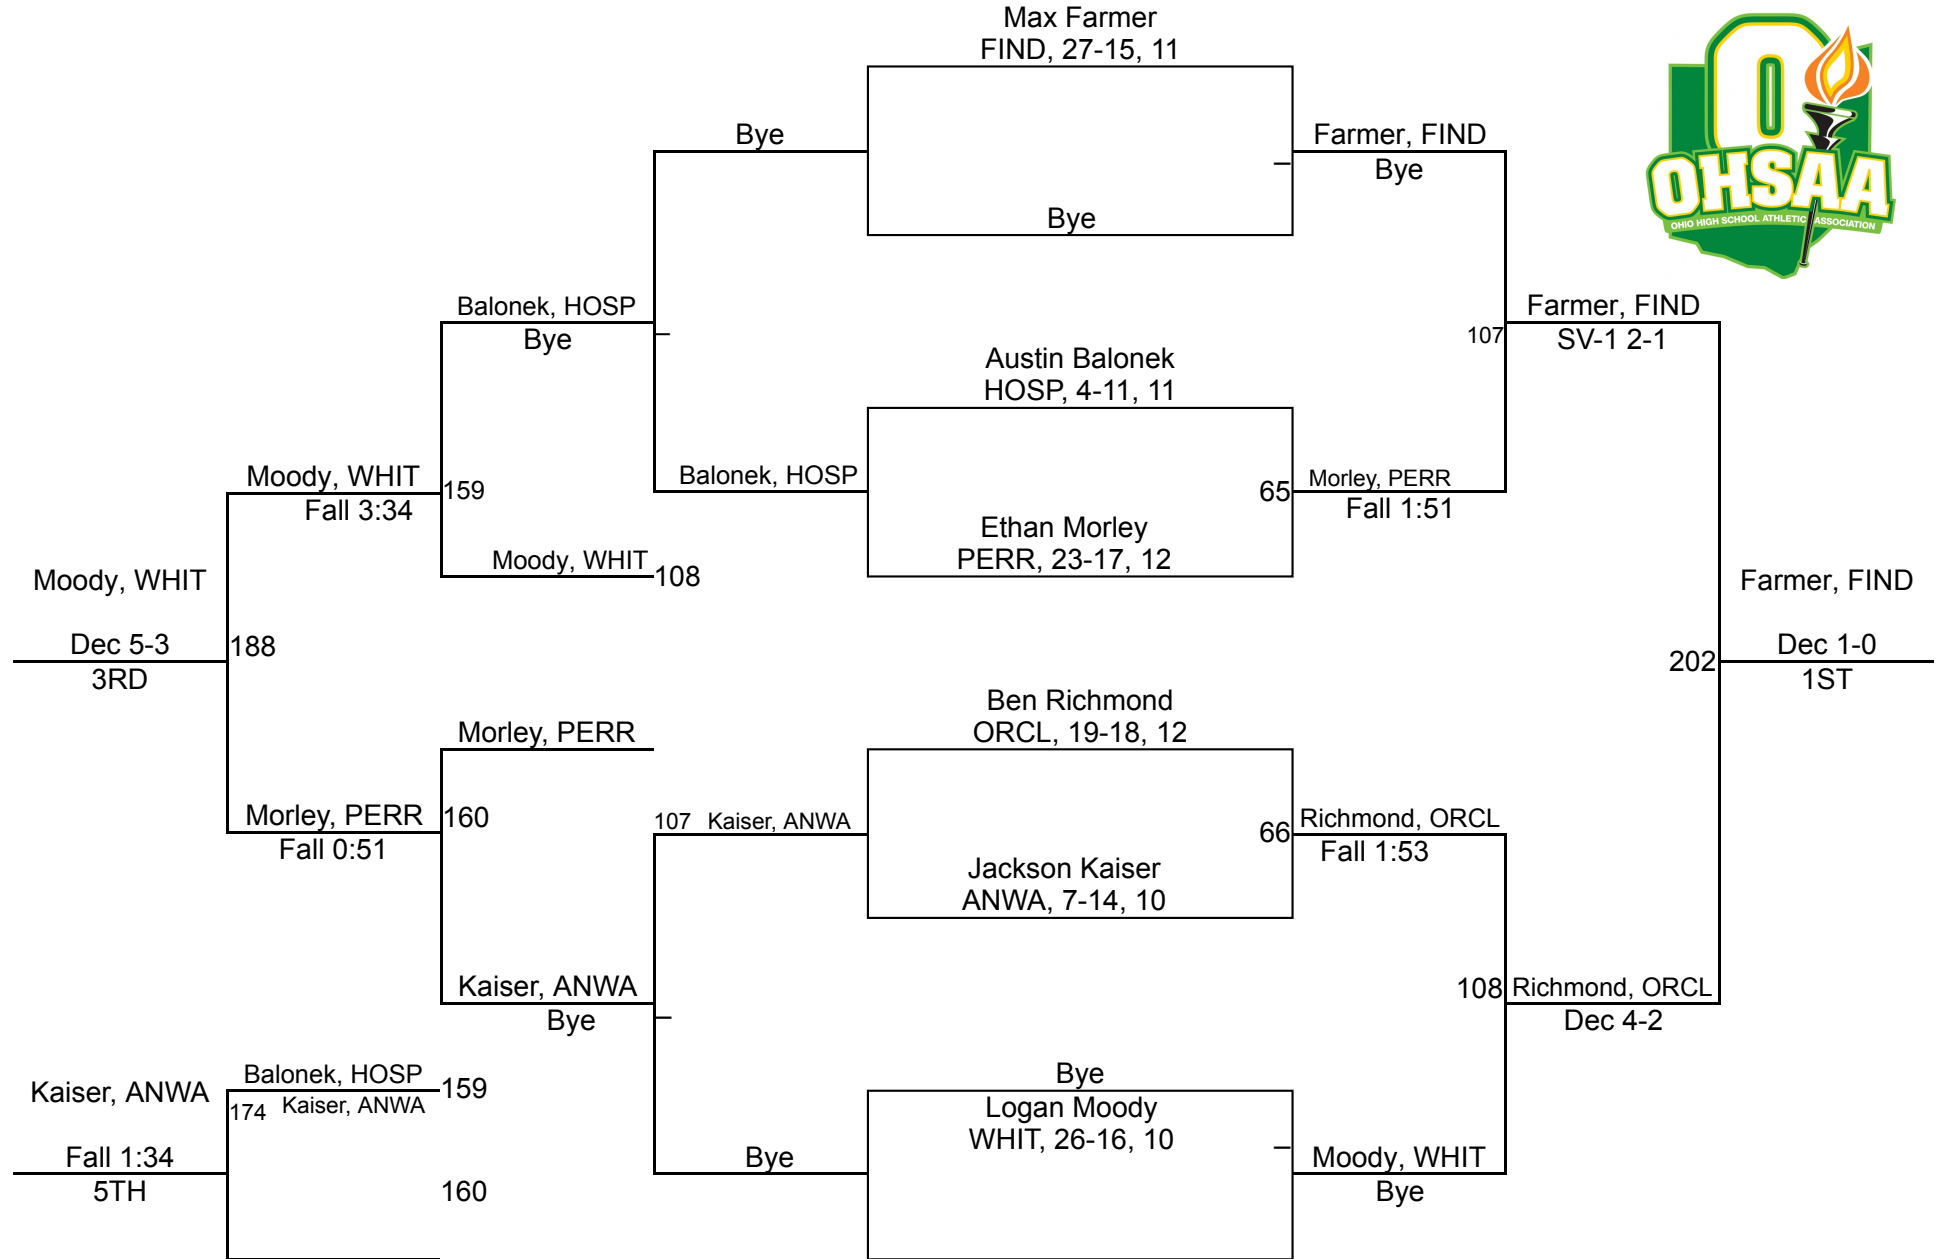 Max Farmer
FIND, 27-15, 11
Bye
Farmer, FIND
Bye
Bye
OHSAA
OHIO HIGH SCHOOL ATHLETIC ASSOCIATION
Balonek, HOSP
Bye
Farmer, FIND
107
SV-1 2-1
Austin Balonek
HOSP, 4-11, 11
Moody, WHIT
159
Fall 3:34
Balonek, HOSP
65
Morley, PERR
Fall 1:51
Ethan Morley
PERR, 23-17, 12
Moody, WHIT
108
Moody, WHIT
Farmer, FIND
Dec 5-3
188
3RD
202
Dec 1-0
1ST
Ben Richmond
ORCL, 19-18, 12
Morley, PERR
Morley, PERR
160
Fall 0:51
107 Kaiser, ANWA
66
Richmond, ORCL
Fall 1:53
Jackson Kaiser
ANWA, 7-14, 10
Kaiser, ANWA
Bye
108
Richmond, ORCL
Dec 4-2
Balonek, HOSP
159
Kaiser, ANWA
174 Kaiser, ANWA
Bye
Logan Moody
WHIT, 26-16, 10
Fall 1:34
5TH
160
Bye
Moody, WHIT
Bye